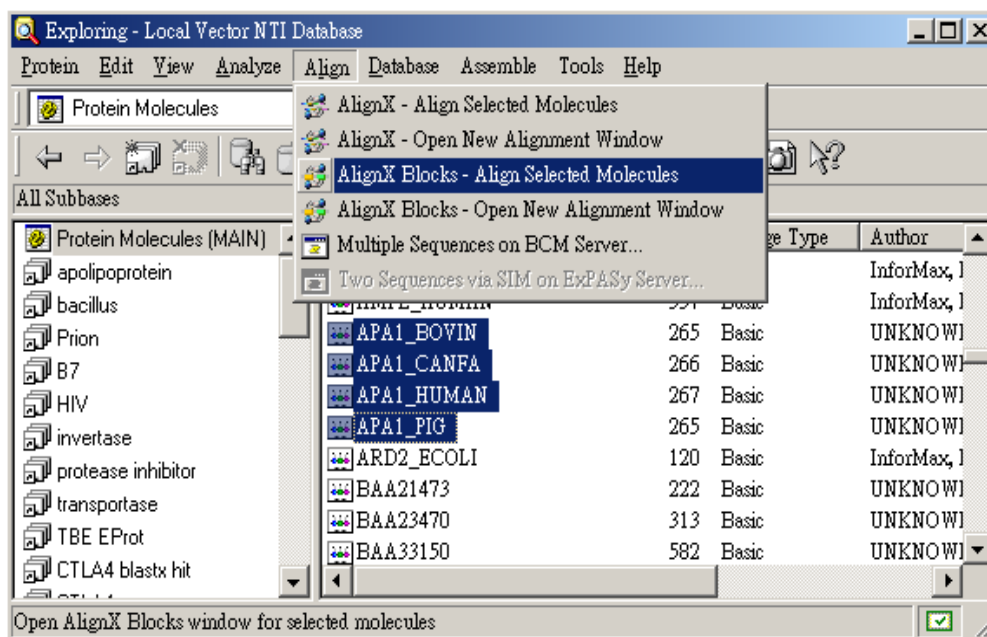 Exploring - Local Vector NTI Database
Protein Edit View Analyze Align Database Assemble Tools Help
Protein Molecules
AlignX - Align Selected Molecules
AlignX - Open New Alignment Window
AlignX Blocks - Align Selected Molecules
AlignX Blocks - Open New Alignment Window
Multiple Sequences on BCM Server...
Two Sequences via SIM on ExPASy Server...
All Subbases
Protein Molecules (MAIN)
apolipoprotein
bacillus
Prion
B7
HIV
invertase
protease inhibitor
transportase
TBE EProt
CTLA4 blastx hit
Type Author
InforMax,
InforMax,
APA1_BOVIN 265 Basic
APA1_CANFA 266 Basic
APA1_HUMAN 267 Basic
APA1_PIG 265 Basic
ARD2_ECOLI 120 Basic InforMax,
BAA21473 222 Basic
BAA23470 313 Basic
BAA33150 582 Basic
Open AlignX Blocks window for selected molecules